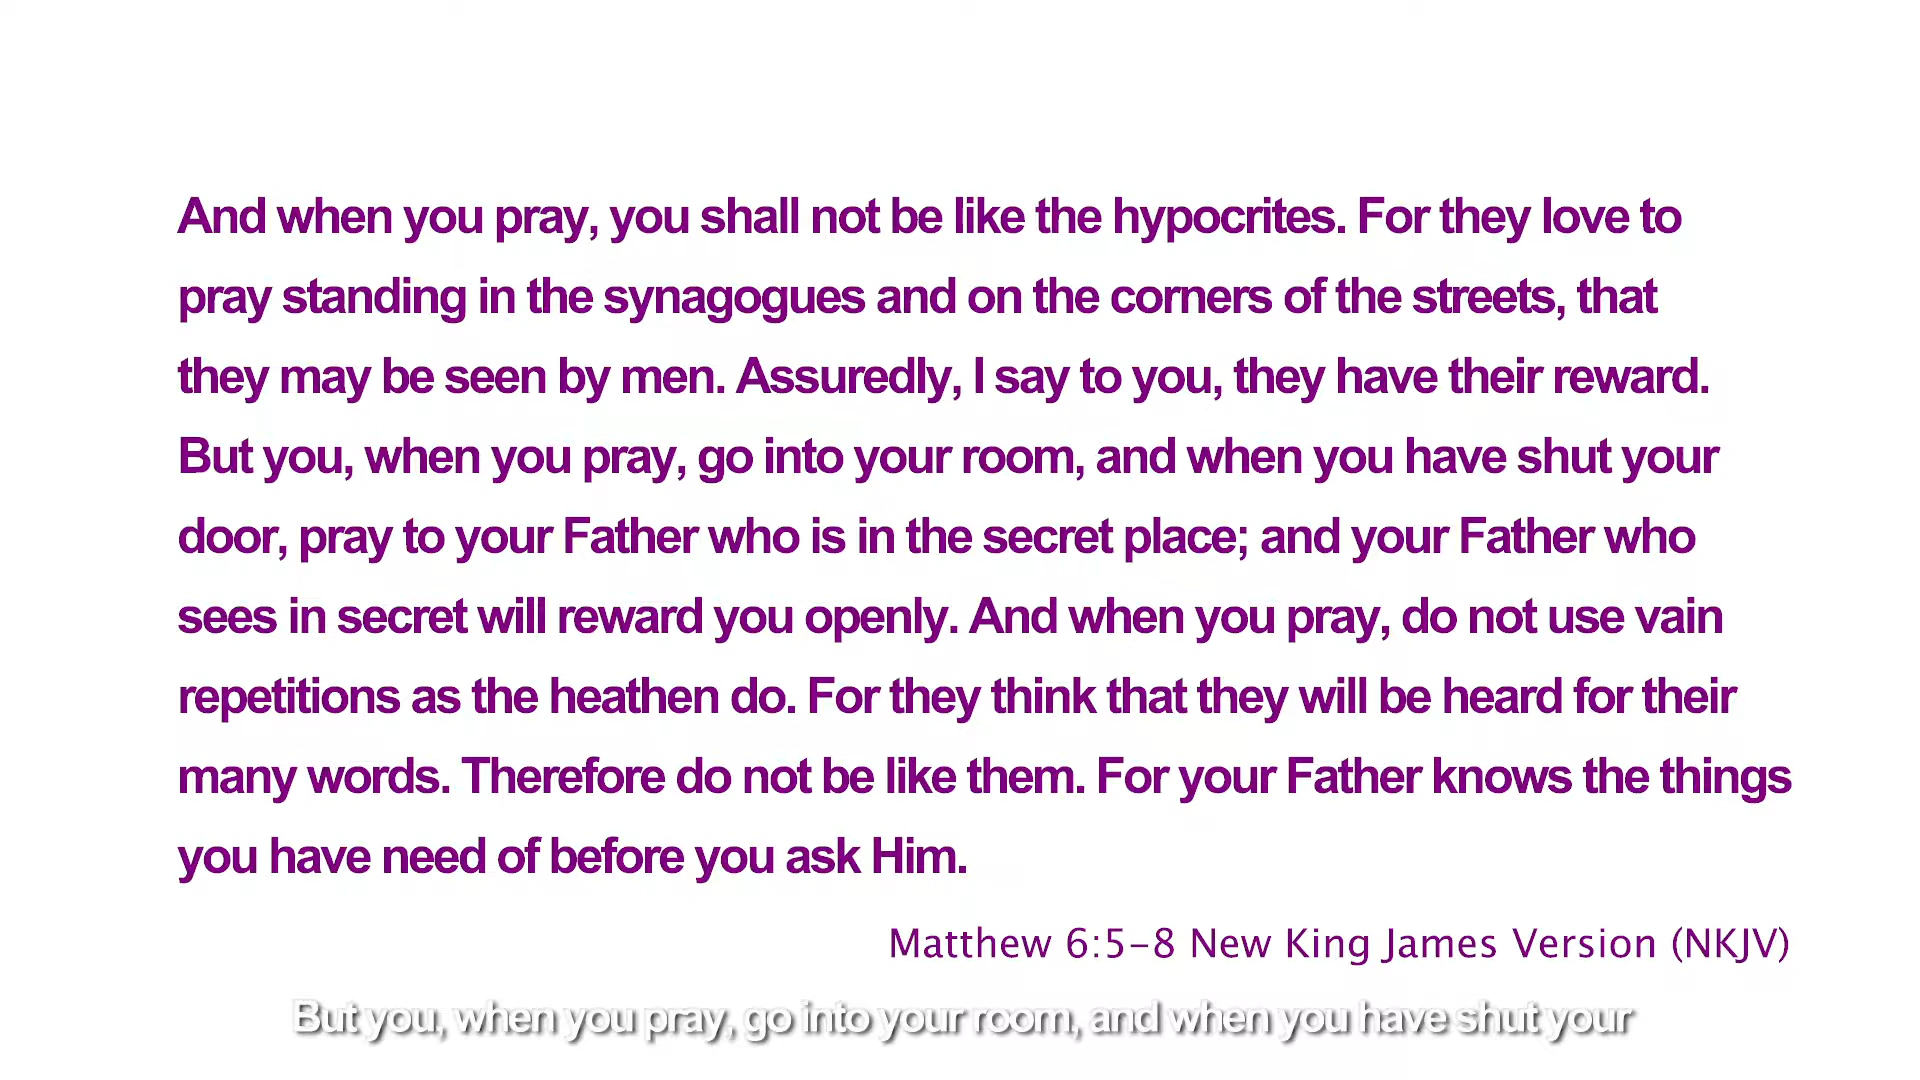 And when you pray, you shall not be like the hypocrites. For they love to
pray standing in the synagogues and on the corners of the streets, that
they may be seen by men. Assuredly, I say to you, they have their reward.
But you, when you pray, go into your room, and when you have shut your
door, pray to your Father who is in the secret place; and your Father who
sees in secret will reward you openly. And when you pray, do not use vain
repetitions as the heathen do. For they think that they will be heard for their
many words. Therefore do not be like them. For your Father knows the things
you have need of before you ask Him.
Matthew 6:5-8 New King James Version (NKJV)
But you, when you pray, go into your room, and when you have shut your